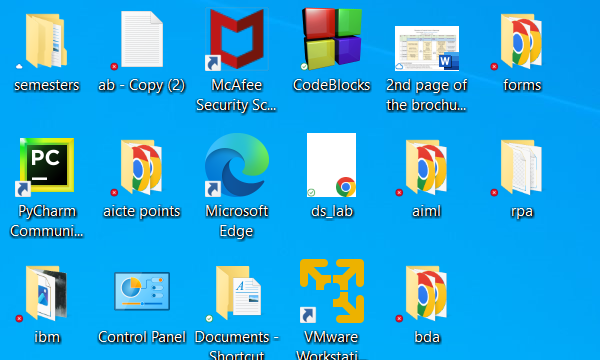 semesters
ab - Copy (2)
McAfee
Security Sc...
CodeBlocks
2nd page of
the brochu...
forms
PC
PyCharm
Communi...
aicte points
Microsoft
Edge
ds_lab
aiml
rpa
ibm
Control Panel
Documents -
Shortcut
VMware
Workstati...
bda